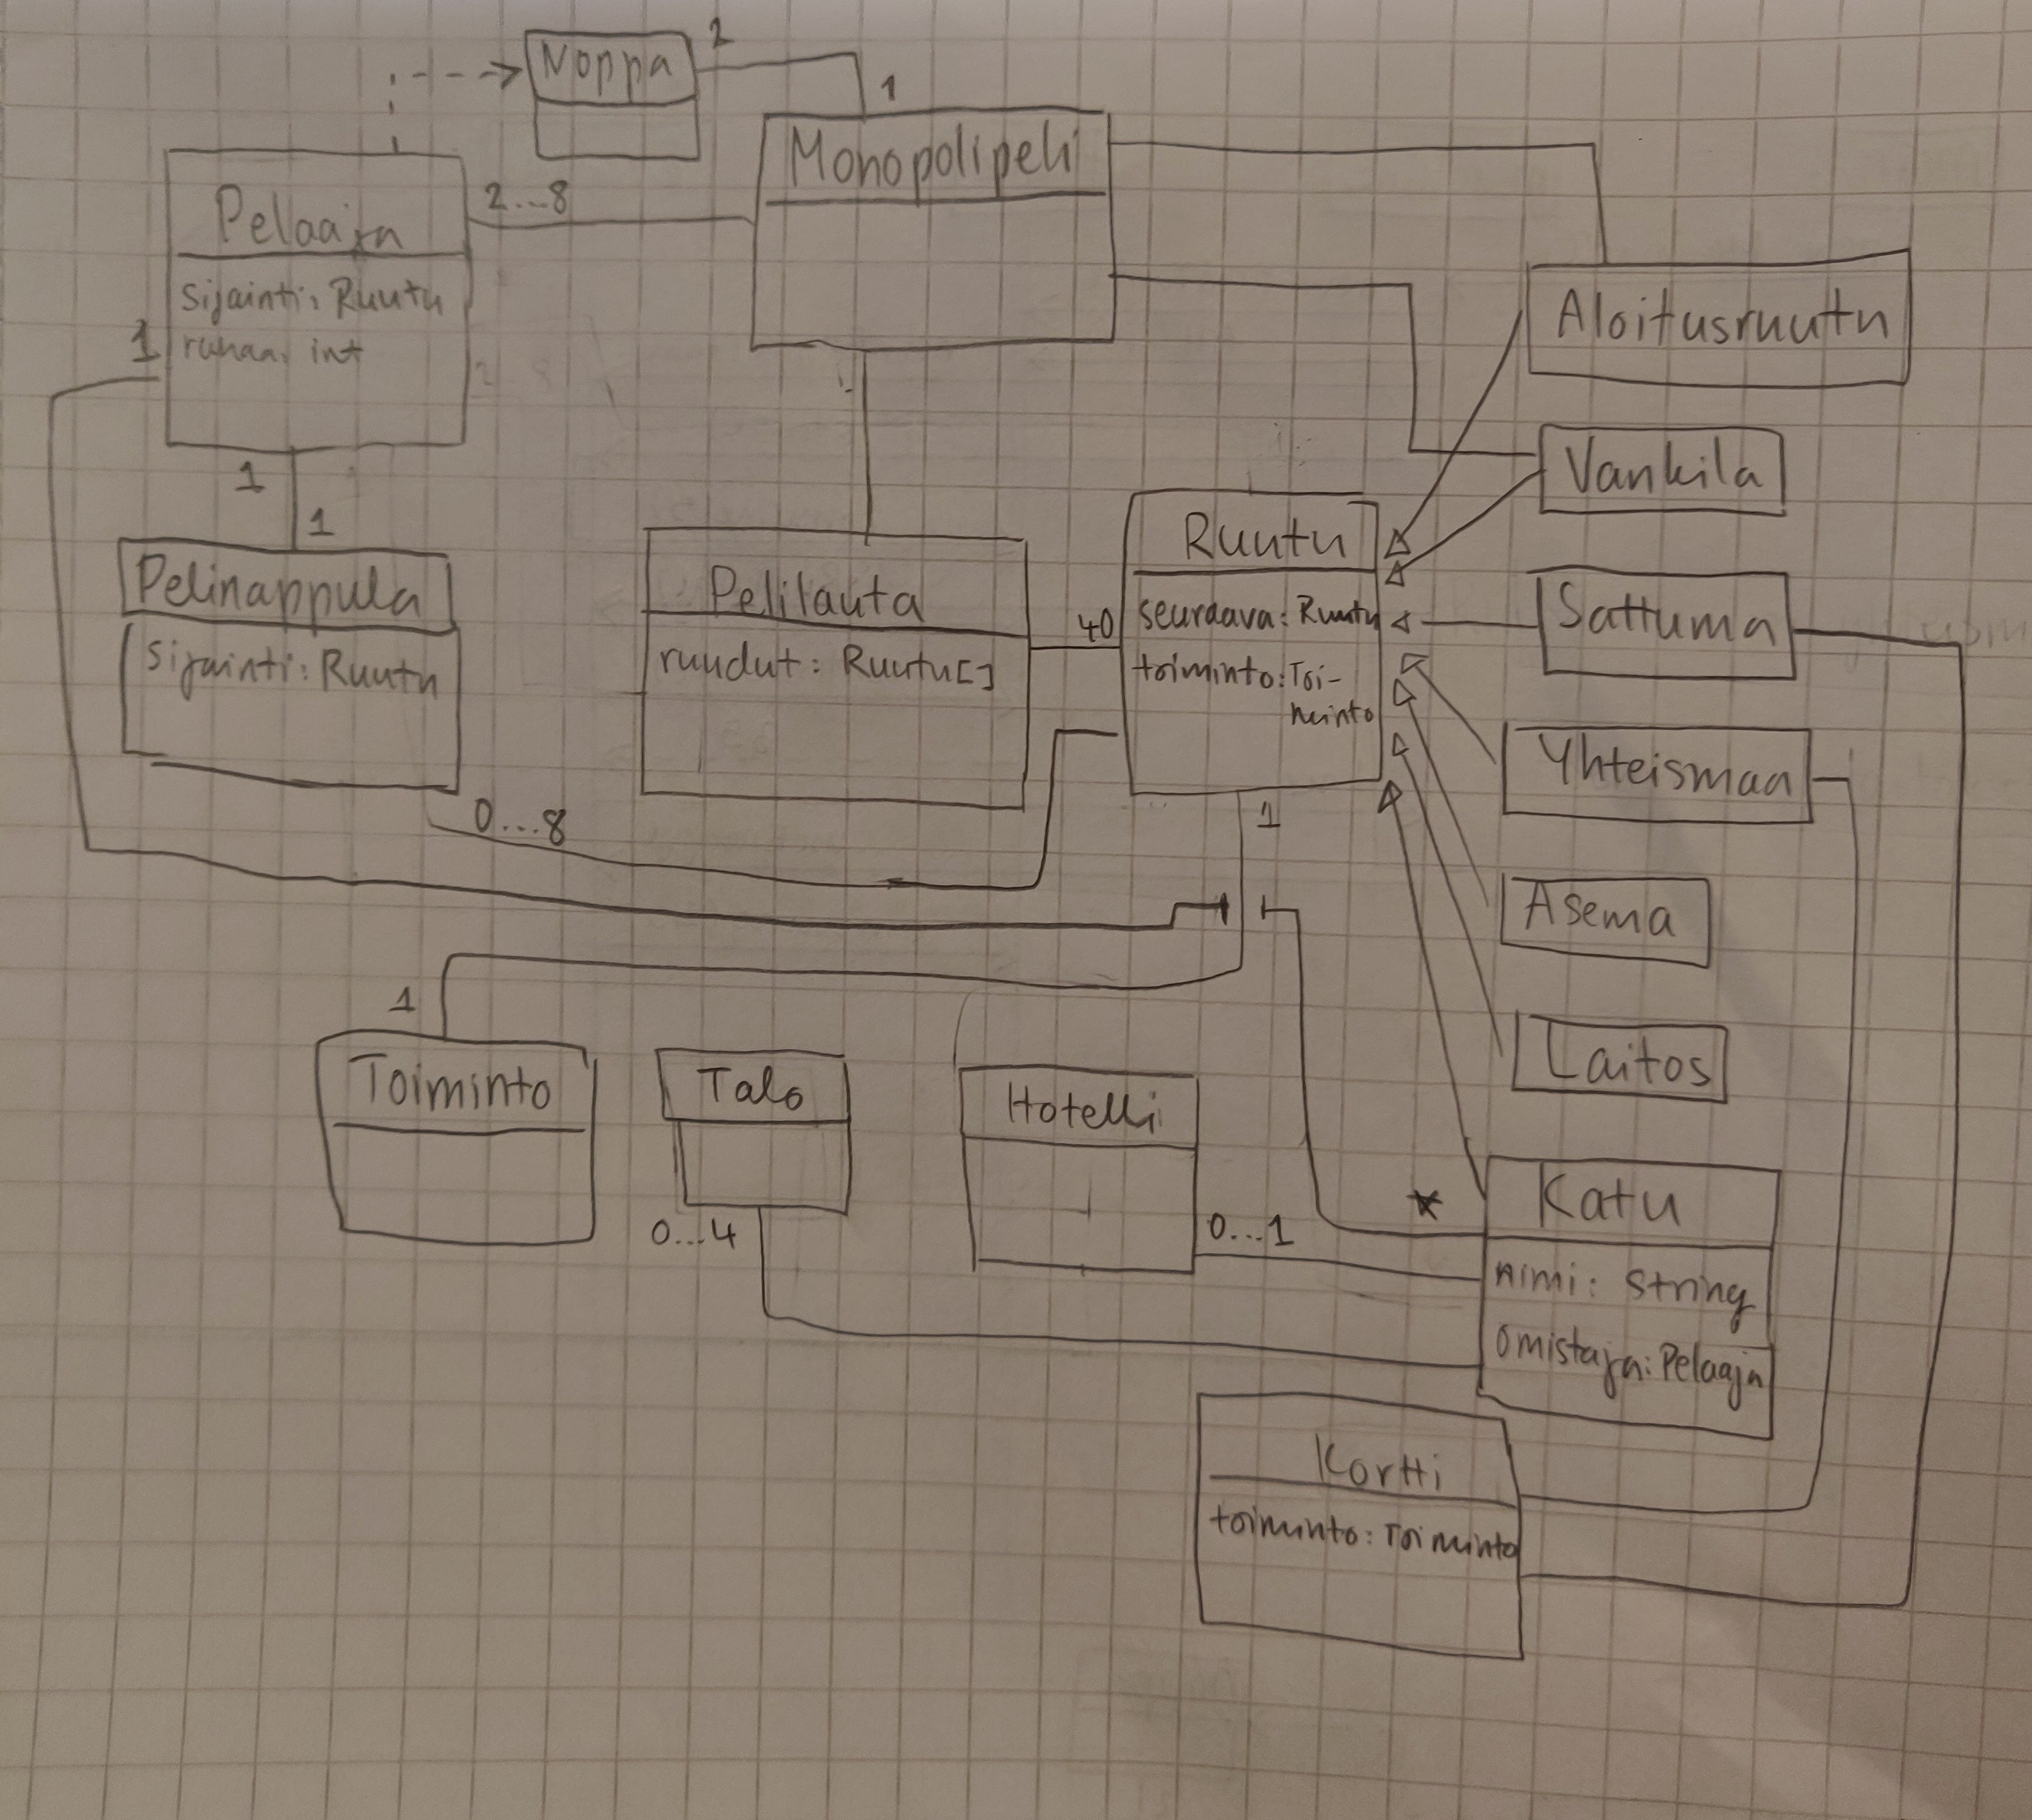 Noppa
2
1
Monopolipeli
Pelaaja
2...8
sijainti: Ruutu
rahaa: int
1
1
1
Aloitusruutu
Vankila
Pelinappula
sijainti: Ruutu
Pelilauta
ruudut: Ruutu[]
40
Ruutu
seuraava: Ruutu
toiminto: Toi-
minto
Sattuma
Yhteismaa
0...8
1
Asema
Laitos
1
Toiminto
Talo
0...4
Hotelli
0...1
*
Katu
nimi: String
omistaja: Pelaaja
Kortti
toiminto: Toiminto